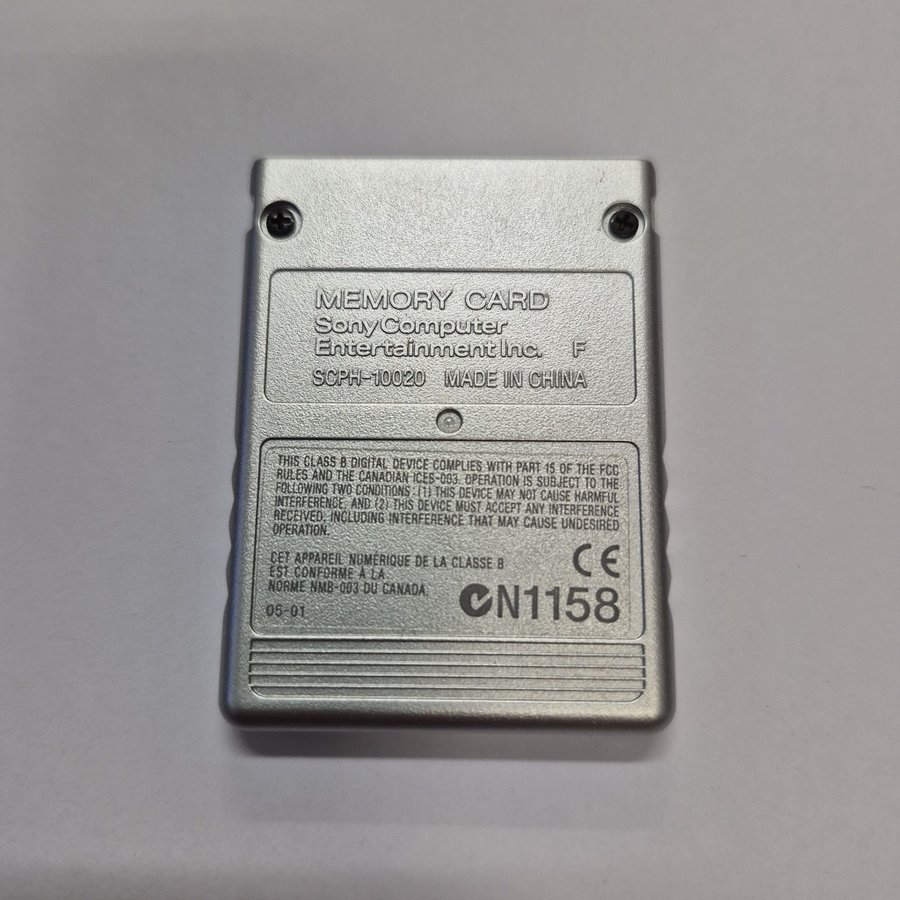 MEMORY CARD
Sony Computer
Entertainment Inc. F
SCPH-10020 MADE IN CHINA
THIS CLASS B DIGITAL DEVICE COMPLIES WITH PART 15 OF THE FCC
RULES AND THE CANADIAN ICES-003. OPERATION IS SUBJECT TO THE
FOLLOWING TWO CONDITIONS: (1) THIS DEVICE MAY NOT CAUSE HARMFUL
INTERFERENCE, AND (2) THIS DEVICE MUST ACCEPT ANY INTERFERENCE
RECEIVED, INCLUDING INTERFERENCE THAT MAY CAUSE UNDESIRED
OPERATION.
CET APPAREIL NUMÉRIQUE DE LA CLASSE B
EST CONFORME À LA
NORME NMB-003 DU CANADA.
05-01
CE
N1158